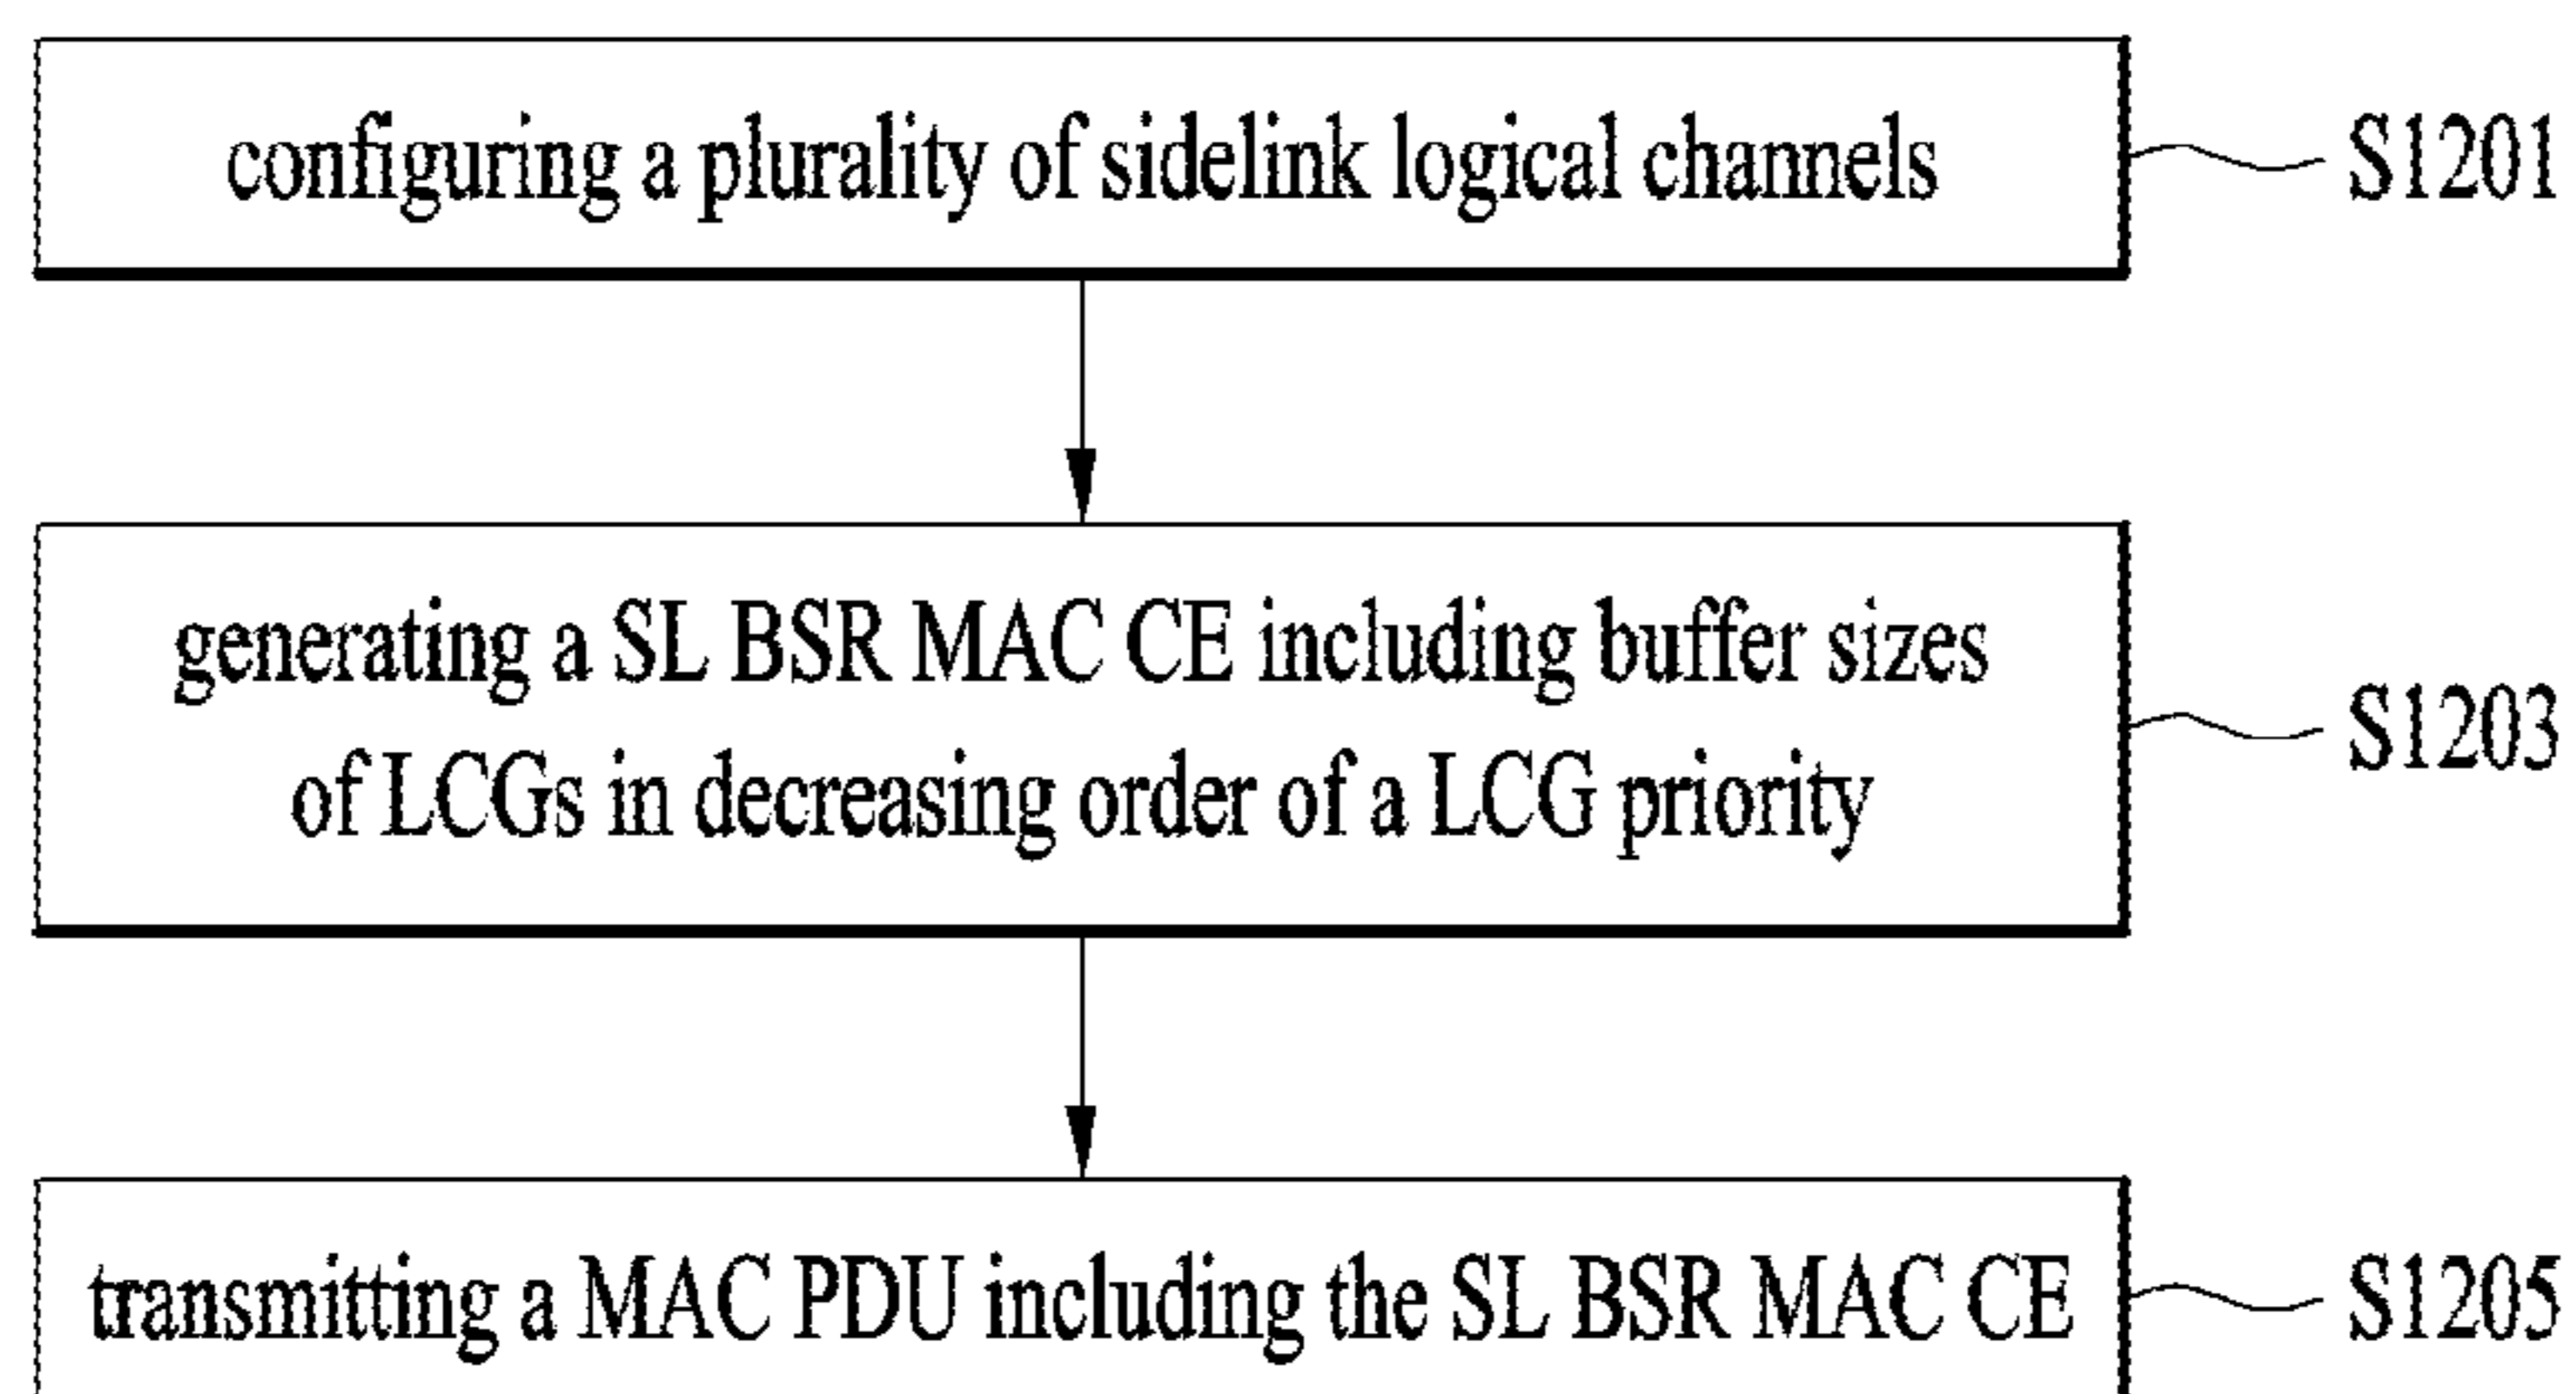 configuring a plurality of sidelink logical channels
S1201
generating a SL BSR MAC CE including buffer sizes
of LCGs in decreasing order of a LCG priority
S1203
transmitting a MAC PDU including the SL BSR MAC CE
S1205